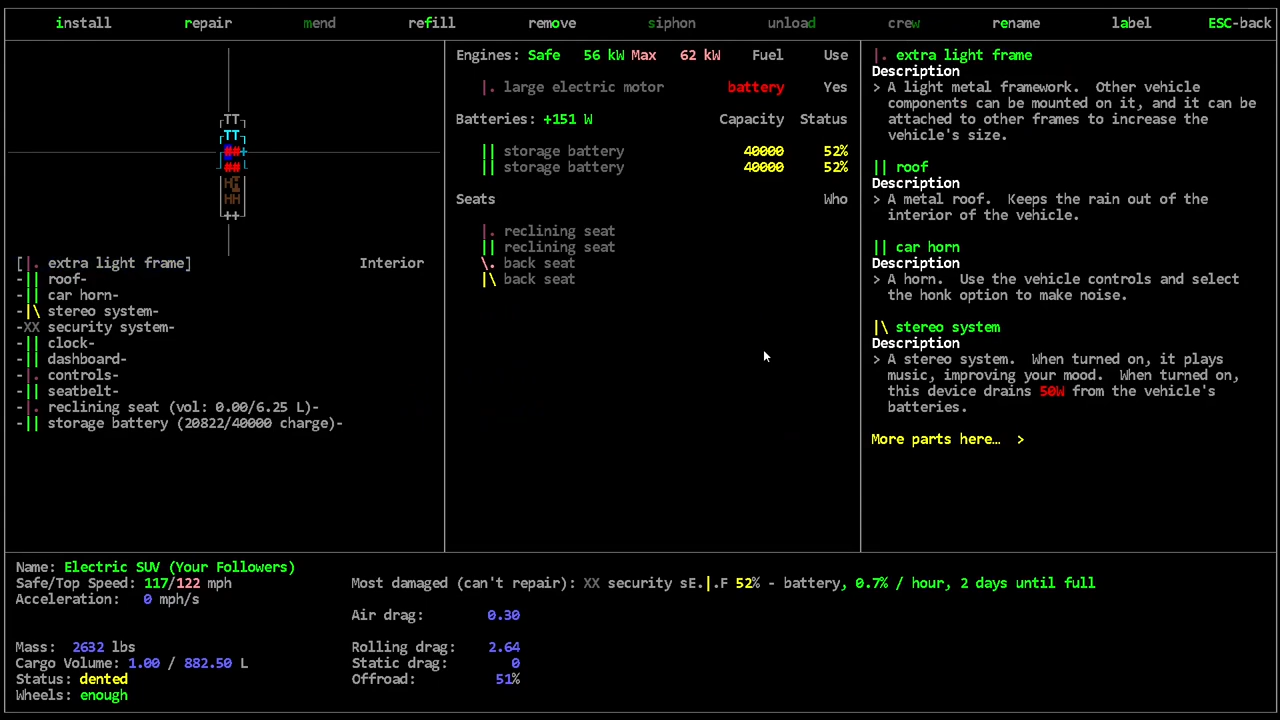 install repair mend refill remove siphon unload crew rename label ESC-back
TT
TT
##+
##
HH
HH
++
[|. extra light frame] Interior
-|| roof-
-|| car horn-
-|\ stereo system-
-XX security system-
-|| clock-
-|| dashboard-
-|. controls-
-|| seatbelt-
-|. reclining seat (vol: 0.00/6.25 L)-
-|| storage battery (20822/40000 charge)-
Engines: Safe 56 kW Max 62 kW Fuel Use
|. large electric motor battery Yes
Batteries: +151 W Capacity Status
|| storage battery 40000 52%
|| storage battery 40000 52%
Seats Who
|. reclining seat
|| reclining seat
\. back seat
|\ back seat
|. extra light frame
Description
> A light metal framework. Other vehicle
components can be mounted on it, and it can be
attached to other frames to increase the
vehicle's size.
|| roof
Description
> A metal roof. Keeps the rain out of the
interior of the vehicle.
|| car horn
Description
> A horn. Use the vehicle controls and select
the honk option to make noise.
|\ stereo system
Description
> A stereo system. When turned on, it plays
music, improving your mood. When turned on,
this device drains 50W from the vehicle's
batteries.
More parts here… >
Name: Electric SUV (Your Followers)
Safe/Top Speed: 117/122 mph
Acceleration: 0 mph/s
Mass: 2632 lbs
Cargo Volume: 1.00 / 882.50 L
Status: dented
Wheels: enough
Most damaged (can't repair): XX security sE.|.F 52% - battery, 0.7% / hour, 2 days until full
Air drag: 0.30
Rolling drag: 2.64
Static drag: 0
Offroad: 51%